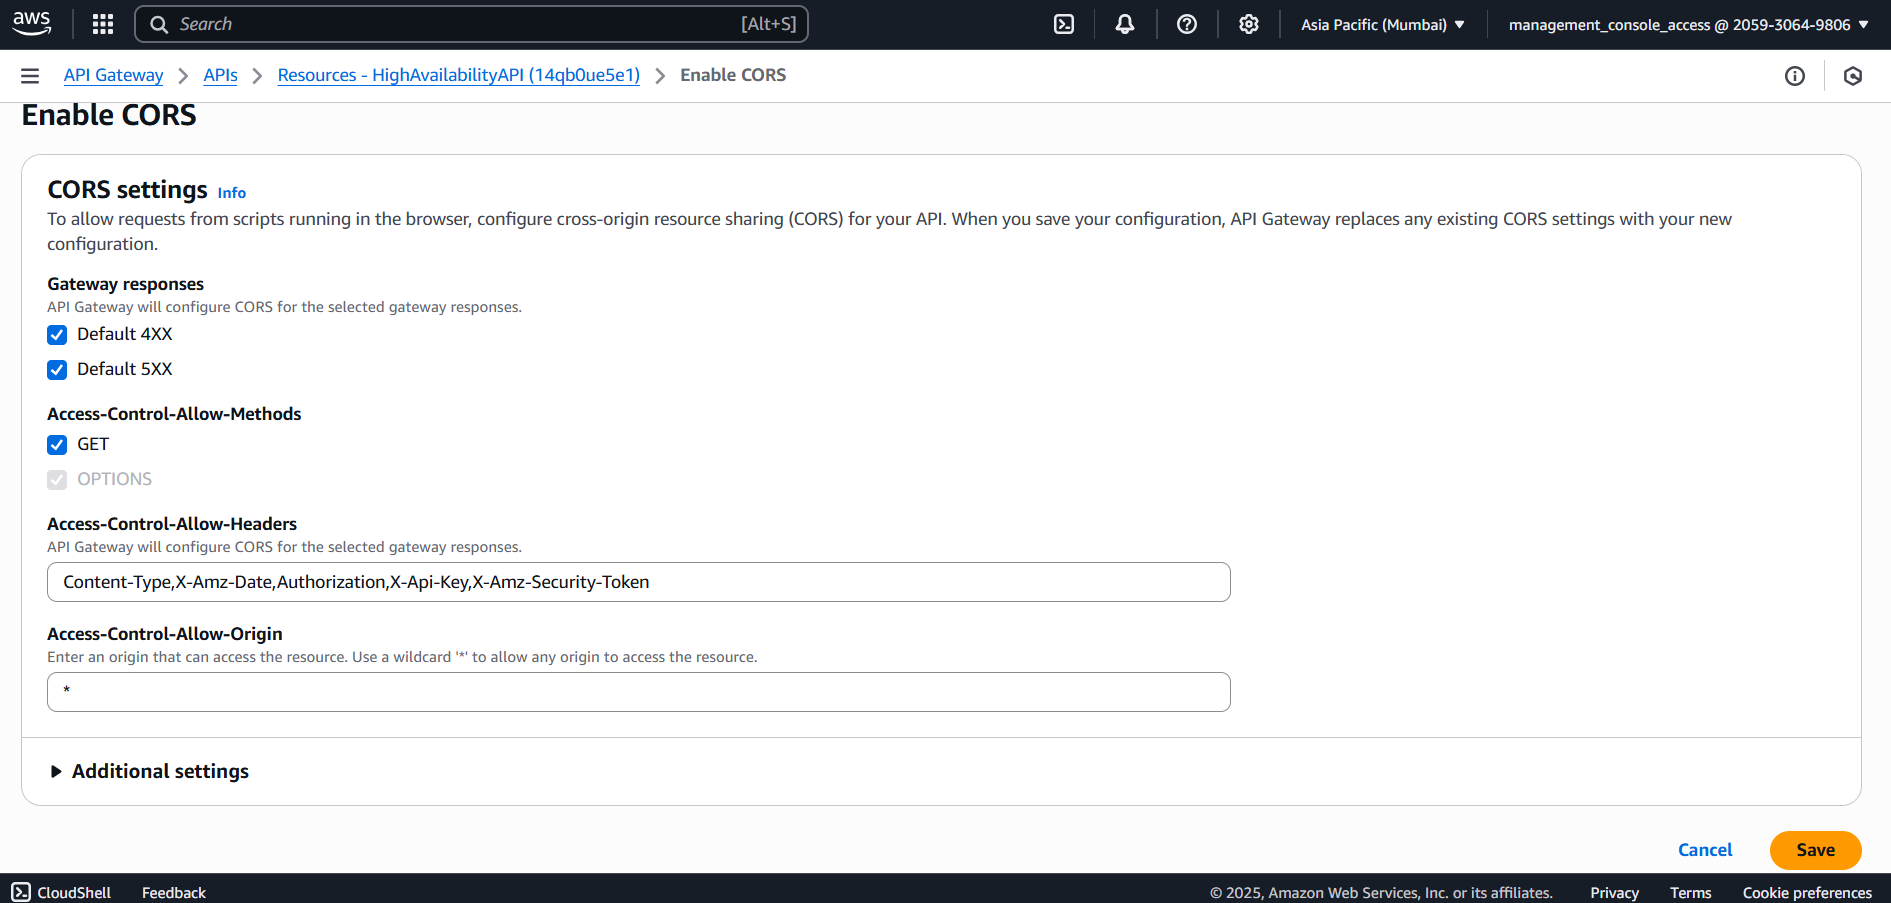 aws
Search [Alt+S]
Asia Pacific (Mumbai)
management_console_access @ 2059-3064-9806
API Gateway
APIs
Resources - HighAvailabilityAPI (14qb0ue5e1)
Enable CORS
Enable CORS
CORS settings Info
To allow requests from scripts running in the browser, configure cross-origin resource sharing (CORS) for your API. When you save your configuration, API Gateway replaces any existing CORS settings with your new
configuration.
Gateway responses
API Gateway will configure CORS for the selected gateway responses.
Default 4XX
Default 5XX
Access-Control-Allow-Methods
GET
OPTIONS
Access-Control-Allow-Headers
API Gateway will configure CORS for the selected gateway responses.
Content-Type,X-Amz-Date,Authorization,X-Api-Key,X-Amz-Security-Token
Access-Control-Allow-Origin
Enter an origin that can access the resource. Use a wildcard '*' to allow any origin to access the resource.
*
Additional settings
Cancel
Save
CloudShell
Feedback
© 2025, Amazon Web Services, Inc. or its affiliates.
Privacy
Terms
Cookie preferences